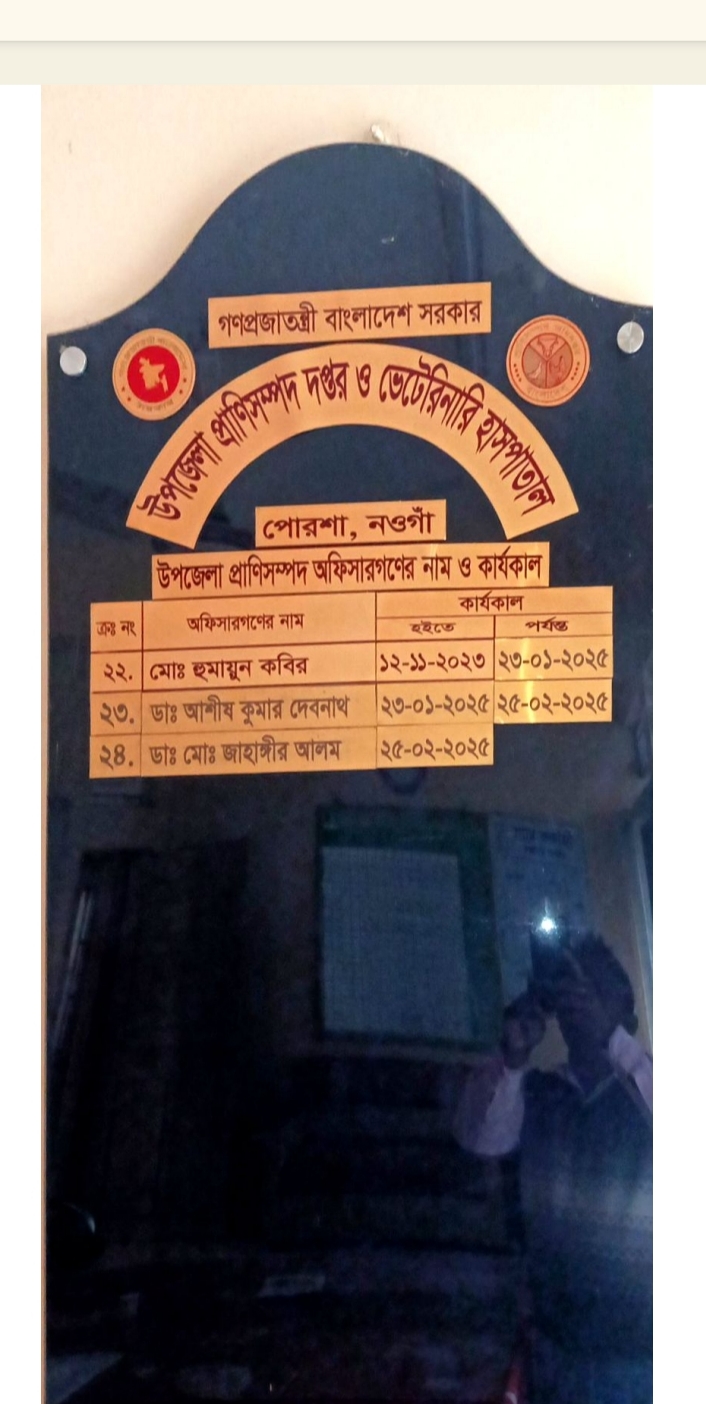 গণপ্রজাতন্ত্রী বাংলাদেশ সরকার
উপজেলা প্রাণিসম্পদ দপ্তর ও ভেটেরিনারি হাসপাতাল
পোরশা, নওগাঁ
উপজেলা প্রাণিসম্পদ অফিসারগণের নাম ও কার্যকাল
ক্রঃ নং অফিসারগণের নাম কার্যকাল
হইতে পর্যন্ত
২২. মোঃ হুমায়ুন কবির ১২-১১-২০২৩ ২৩-০১-২০২৫
২৩. ডাঃ আশীষ কুমার দেবনাথ ২৩-০১-২০২৫ ২৫-০২-২০২৫
২৪. ডাঃ মোঃ জাহাঙ্গীর আলম ২৫-০২-২০২৫